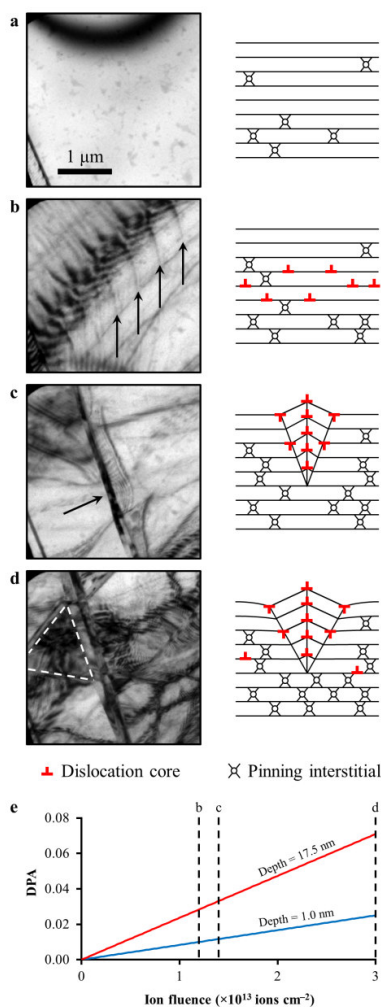 a
1 μm
b
c
d
Dislocation core Pinning interstitial
e
b c d
0.08
0.06
0.04
0.02
0.00
DPA
Depth = 17.5 nm
Depth = 1.0 nm
0 1 2 3
Ion fluence (×10¹³ ions cm⁻²)